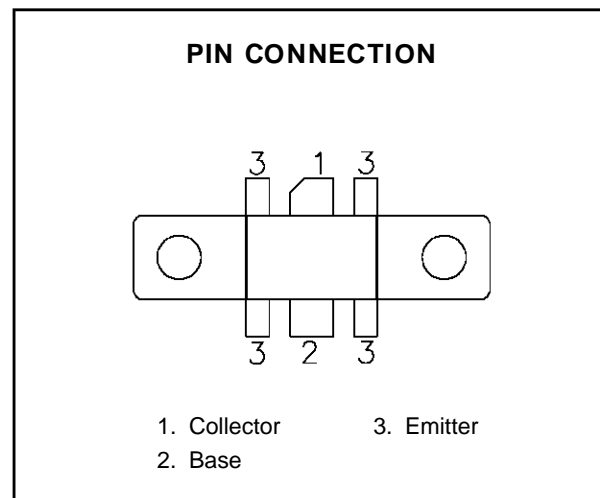 PIN CONNECTION
3 1 3
3 2 3
1. Collector 3. Emitter
2. Base